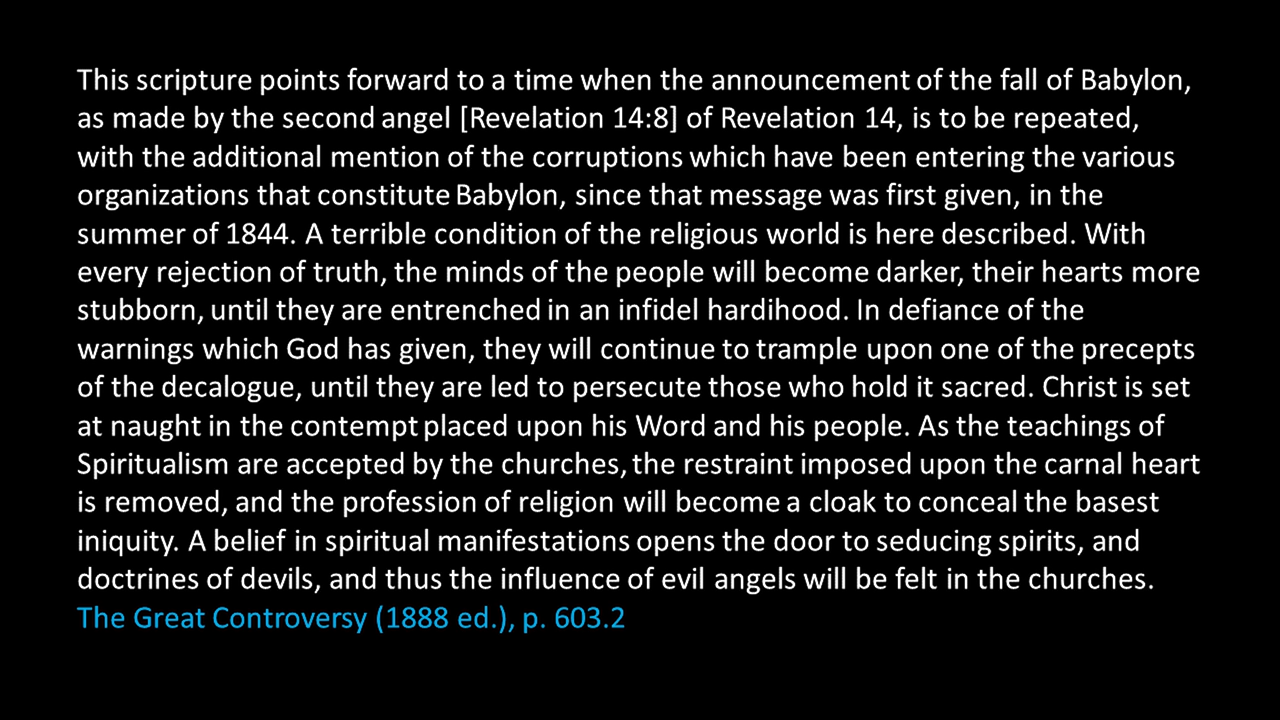 This scripture points forward to a time when the announcement of the fall of Babylon,
as made by the second angel [Revelation 14:8] of Revelation 14, is to be repeated,
with the additional mention of the corruptions which have been entering the various
organizations that constitute Babylon, since that message was first given, in the
summer of 1844. A terrible condition of the religious world is here described. With
every rejection of truth, the minds of the people will become darker, their hearts more
stubborn, until they are entrenched in an infidel hardihood. In defiance of the
warnings which God has given, they will continue to trample upon one of the precepts
of the decalogue, until they are led to persecute those who hold it sacred. Christ is set
at naught in the contempt placed upon his Word and his people. As the teachings of
Spiritualism are accepted by the churches, the restraint imposed upon the carnal heart
is removed, and the profession of religion will become a cloak to conceal the basest
iniquity. A belief in spiritual manifestations opens the door to seducing spirits, and
doctrines of devils, and thus the influence of evil angels will be felt in the churches.
The Great Controversy (1888 ed.), p. 603.2